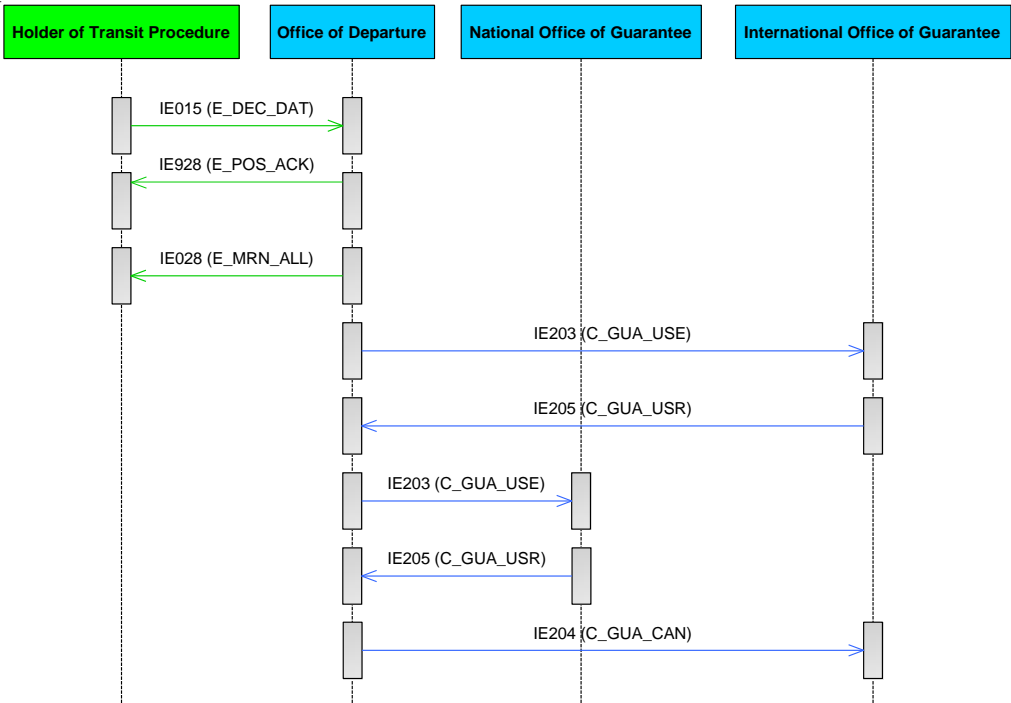 Holder of Transit Procedure
Office of Departure
National Office of Guarantee
International Office of Guarantee
IE015 (E_DEC_DAT)
IE928 (E_POS_ACK)
IE028 (E_MRN_ALL)
IE203 (C_GUA_USE)
IE205 (C_GUA_USR)
IE203 (C_GUA_USE)
IE205 (C_GUA_USR)
IE204 (C_GUA_CAN)